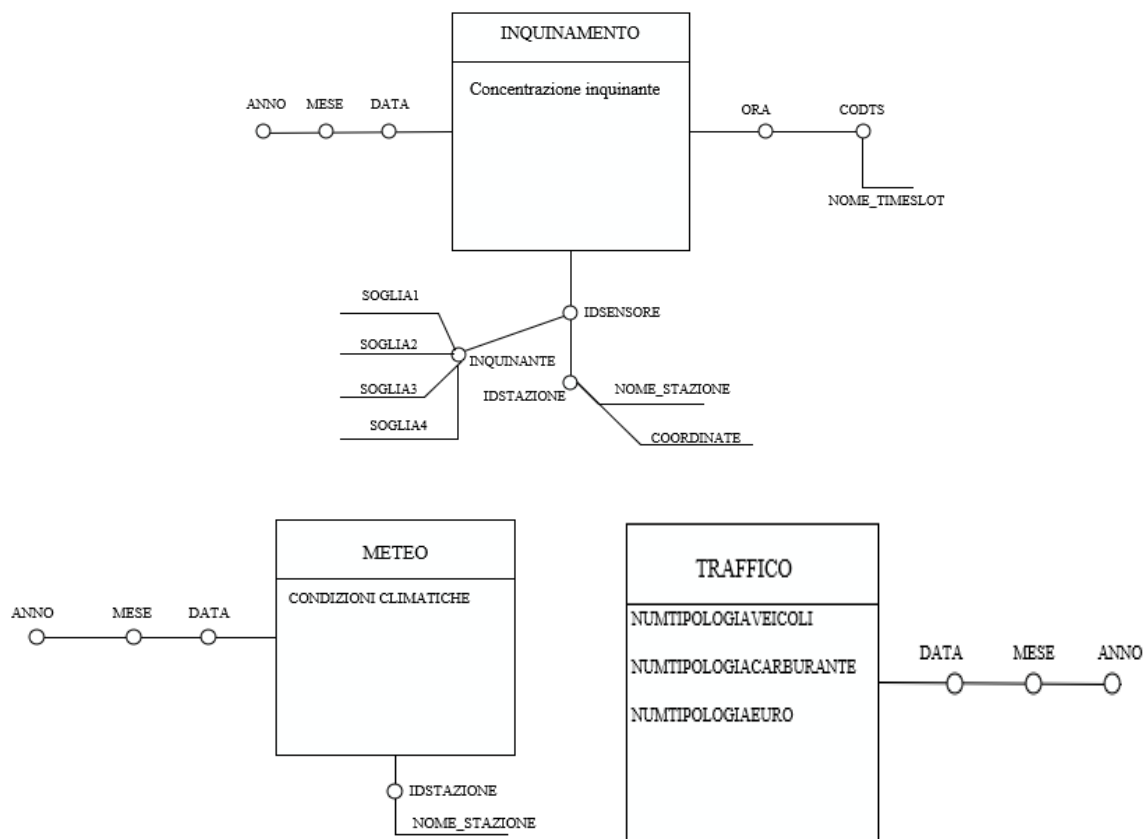 INQUINAMENTO
Concentrazione inquinante
ANNO MESE DATA
ORA CODTS
NOME_TIMESLOT
SOGLIA1
IDSENSORE
SOGLIA2
INQUINANTE
SOGLIA3
IDSTAZIONE
NOME_STAZIONE
SOGLIA4
COORDINATE
METEO
CONDIZIONI CLIMATICHE
ANNO MESE DATA
IDSTAZIONE
NOME_STAZIONE
TRAFFICO
NUMTIPOLOGIAVEICOLI
NUMTIPOLOGIACARBURANTE
NUMTIPOLOGIAEURO
DATA MESE ANNO